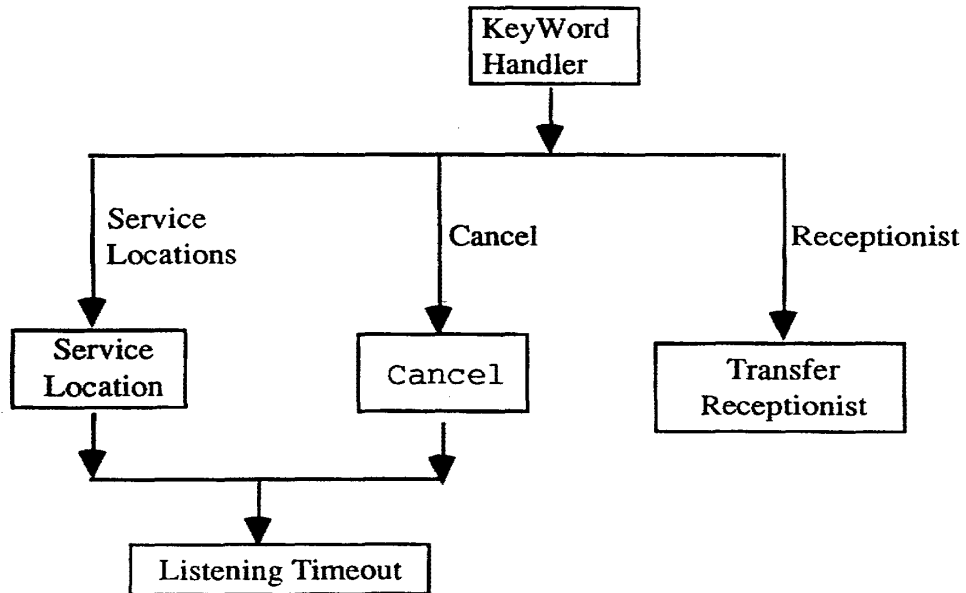 KeyWord
Handler
Service
Locations
Cancel
Receptionist
Service
Location
Cancel
Transfer
Receptionist
Listening Timeout